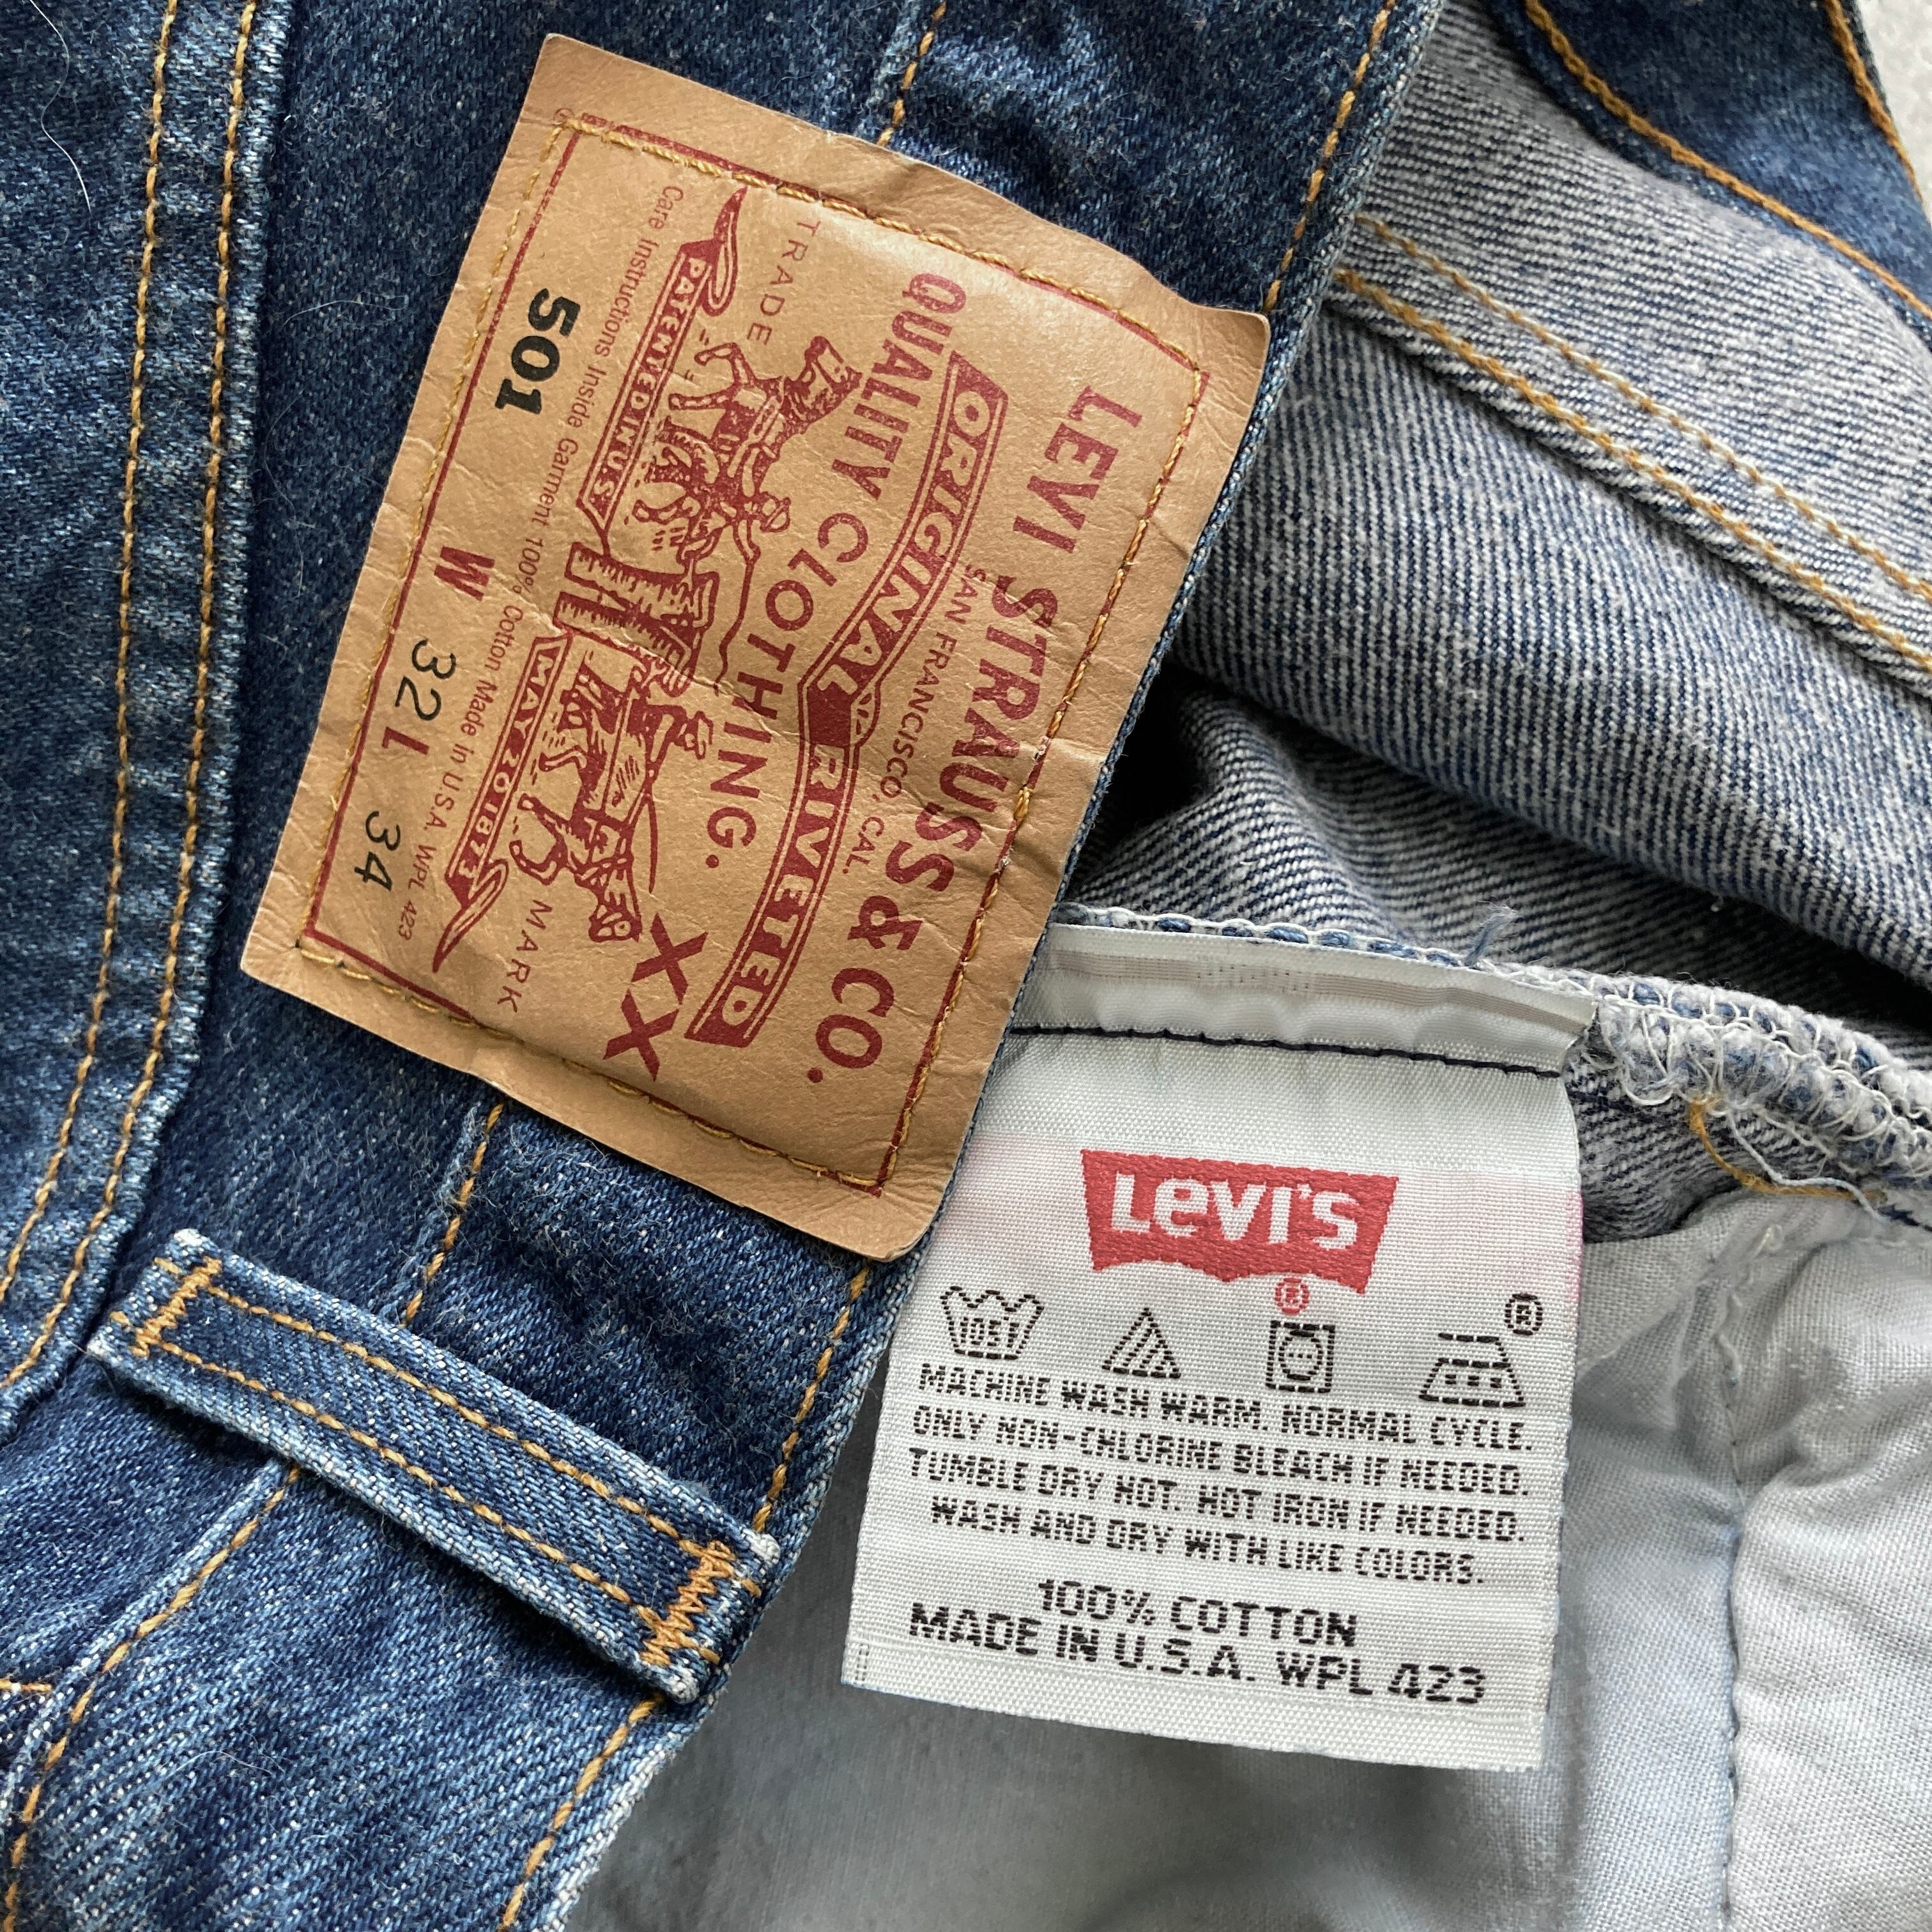 LEVI STRAUSS & CO.
SAN FRANCISCO, CAL.
ORIGINAL RIVETED
QUALITY CLOTHING.
XX
TRADE MARK
PATENTED IN U.S.
MAY 20 1873
Care Instructions Inside Garment 100% Cotton Made in U.S.A. WPL 423
501
W 32 L 34
®
LEVI'S
®
®
MACHINE WASH WARM. NORMAL CYCLE.
ONLY NON-CHLORINE BLEACH IF NEEDED.
TUMBLE DRY HOT. HOT IRON IF NEEDED.
WASH AND DRY WITH LIKE COLORS.
100% COTTON
MADE IN U.S.A. WPL 423